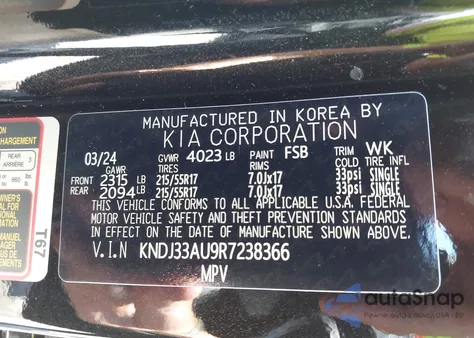 MANUFACTURED IN KOREA BY
KIA CORPORATION
03/24 GVWR 4023 LB PAINT FSB TRIM WK
GAWR TIRES RIMS COLD TIRE INFL
FRONT 2315 LB 215/55R17 7.0Jx17 33psi SINGLE
REAR 2094 LB 215/55R17 7.0Jx17 33psi SINGLE
THIS VEHICLE CONFORMS TO ALL APPLICABLE U.S.A. FEDERAL
MOTOR VEHICLE SAFETY AND THEFT PREVENTION STANDARDS
IN EFFECT ON THE DATE OF MANUFACTURE SHOWN ABOVE.
V.I.N KNDJ33AU9R7238366
MPV
REAR 3
ARRIÈRE
T67
autoSnap